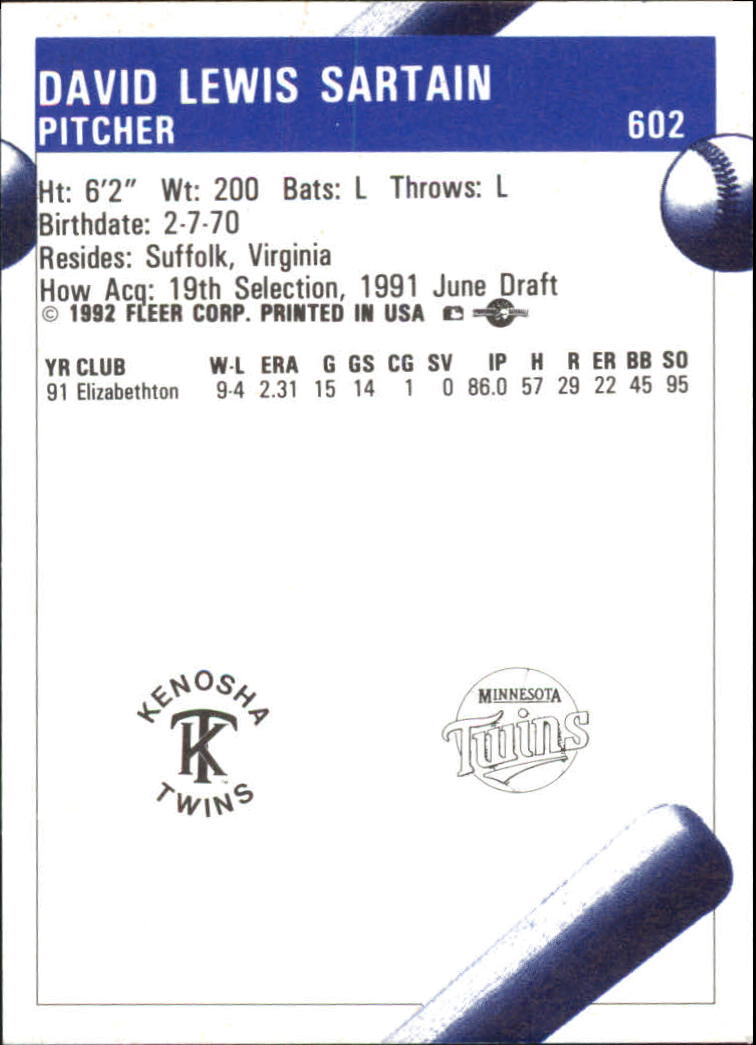 DAVID LEWIS SARTAIN
PITCHER 602
Ht: 6'2" Wt: 200 Bats: L Throws: L
Birthdate: 2-7-70
Resides: Suffolk, Virginia
How Acq: 19th Selection, 1991 June Draft
© 1992 FLEER CORP. PRINTED IN USA
YR CLUB W-L ERA G GS CG SV IP H R ER BB SO
91 Elizabethton 9-4 2.31 15 14 1 0 86.0 57 29 22 45 95
KENOSHA
KT
TWINS
MINNESOTA
Twins